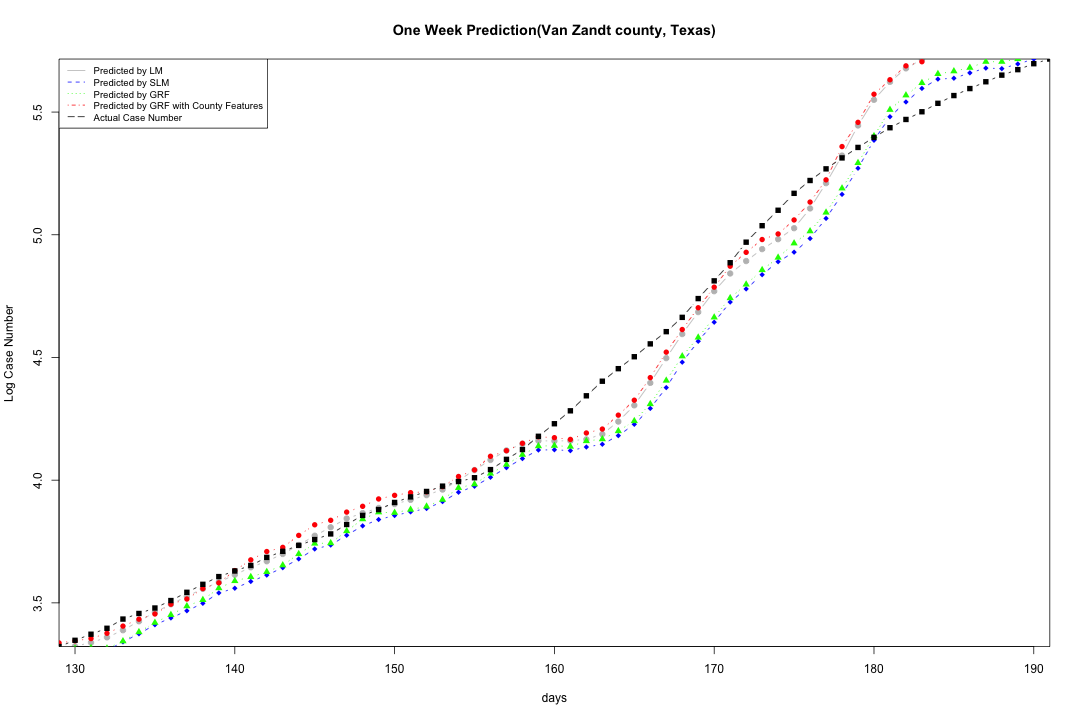 One Week Prediction(Van Zandt county, Texas)
Predicted by LM
Predicted by SLM
Predicted by GRF
Predicted by GRF with County Features
Actual Case Number
5.5
5.0
4.5
4.0
3.5
Log Case Number
130 140 150 160 170 180 190
days